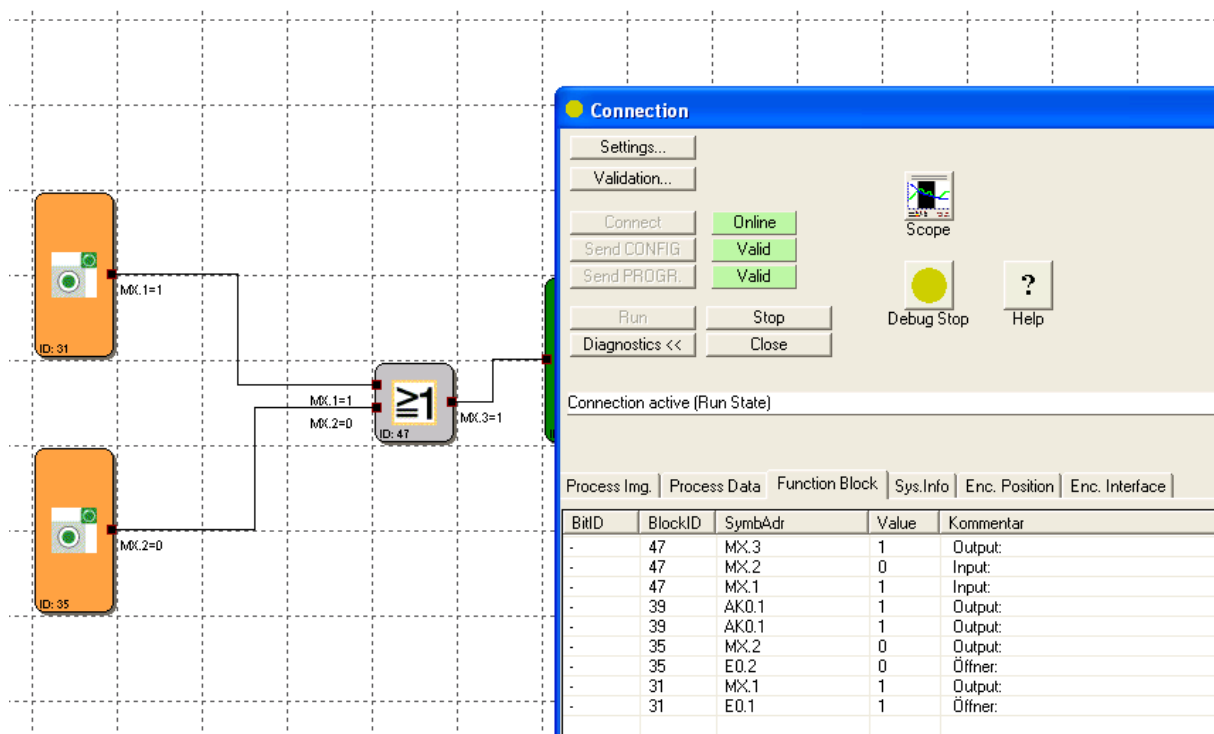 MX.1=1
ID: 31
MX.1=1
MX.2=0
≧1
ID: 47
MX.3=1
MX.2=0
ID: 35
Connection
Settings...
Validation...
Connect Online
Send CONFIG Valid
Send PROGR. Valid
Run Stop
Diagnostics << Close
Scope
Debug Stop
? Help
Connection active (Run State)
Process Img. Process Data Function Block Sys.Info Enc. Position Enc. Interface
BitID BlockID SymbAdr Value Kommentar
- 47 MX.3 1 Output:
- 47 MX.2 0 Input:
- 47 MX.1 1 Input:
- 39 AK0.1 1 Output:
- 39 AK0.1 1 Output:
- 35 MX.2 0 Output:
- 35 E0.2 0 Öffner:
- 31 MX.1 1 Output:
- 31 E0.1 1 Öffner: